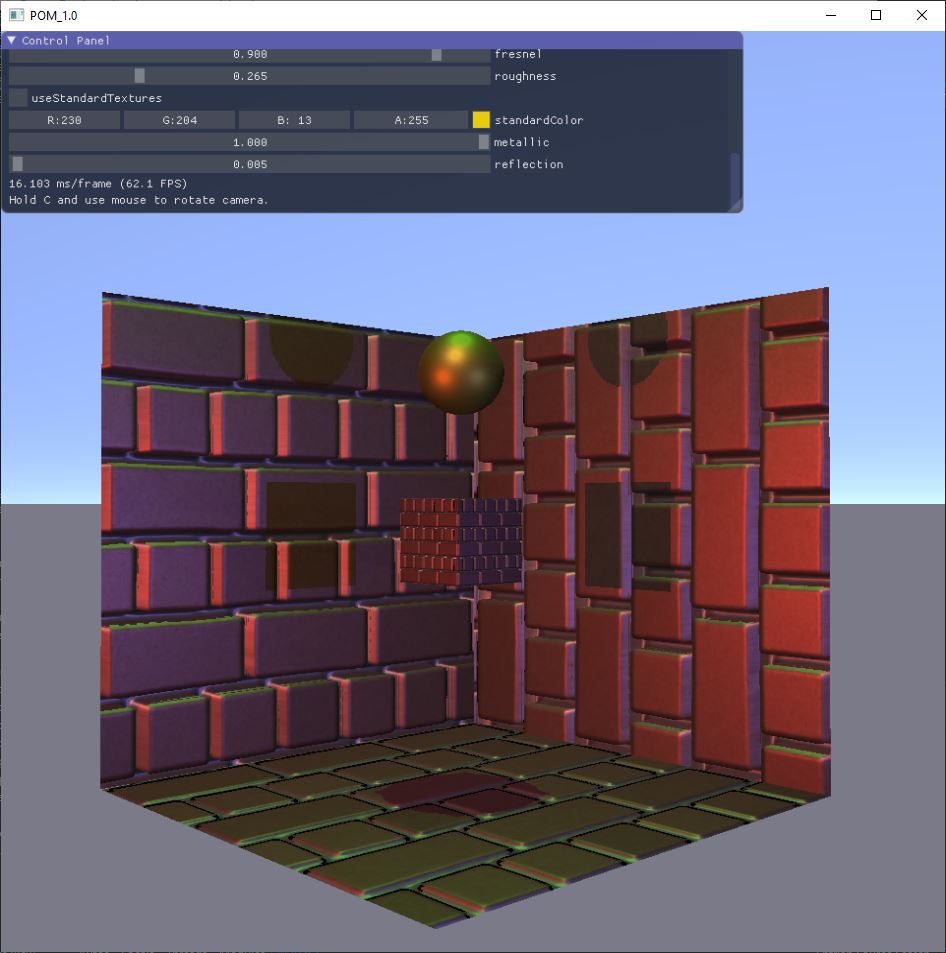 POM_1.0
Control Panel
0.908 fresnel
0.265 roughness
useStandardTextures
R:230 G:204 B: 13 A:255 standardColor
1.000 metallic
0.005 reflection
16.103 ms/frame (62.1 FPS)
Hold C and use mouse to rotate camera.